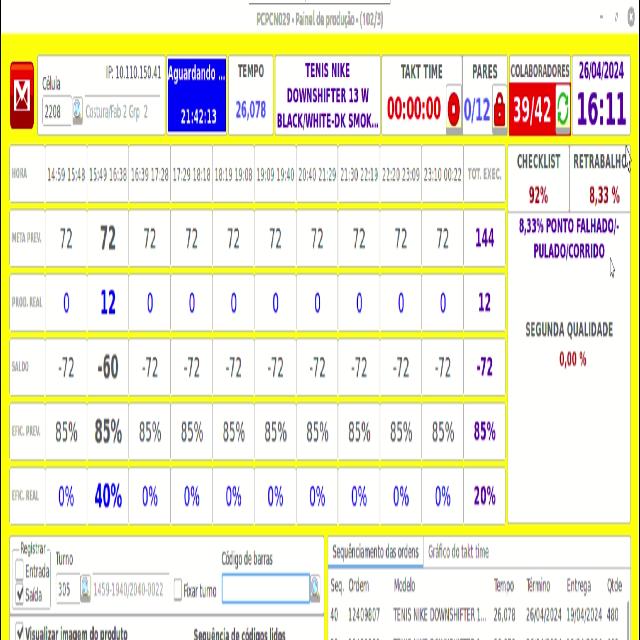 PCPCN029 - Painel de produção - (102/3)
Célula
IP: 10.110.150.41
2208
Costura/Fab 2 Grp 2
Aguardando ...
21:42:13
TEMPO
26,078
TENIS NIKE
DOWNSHIFTER 13 W
BLACK/WHITE-DK SMOK...
TAKT TIME
00:00:00
PARES
0/12
COLABORADORES
39/42
26/04/2024
16:11
HORA 14:59 15:48 15:49 16:38 16:39 17:28 17:29 18:18 18:19 19:08 19:09 19:40 20:40 21:29 21:30 22:19 22:20 23:09 23:10 00:22 TOT. EXEC.
META PREV. 72 72 72 72 72 72 72 72 72 72 144
PROD. REAL 0 12 0 0 0 0 0 0 0 0 12
SALDO -72 -60 -72 -72 -72 -72 -72 -72 -72 -72 -72
EFIC. PREV. 85% 85% 85% 85% 85% 85% 85% 85% 85% 85% 85%
EFIC. REAL 0% 40% 0% 0% 0% 0% 0% 0% 0% 0% 20%
CHECKLIST RETRABALHO
92% 8,33 %
8,33% PONTO FALHADO/-
PULADO/CORRIDO
SEGUNDA QUALIDADE
0,00 %
Registrar
Entrada
Saída
Turno
305
1459-1940/2040-0022
Fixar turno
Código de barras
Visualizar imagem do produto
Sequência de códigos lidos
Sequênciamento das ordens Gráfico do takt time
Seq. Ordem Modelo Tempo Término Entrega Qtde
40 12409807 TENIS NIKE DOWNSHIFTER 1... 26,078 26/04/2024 19/04/2024 480